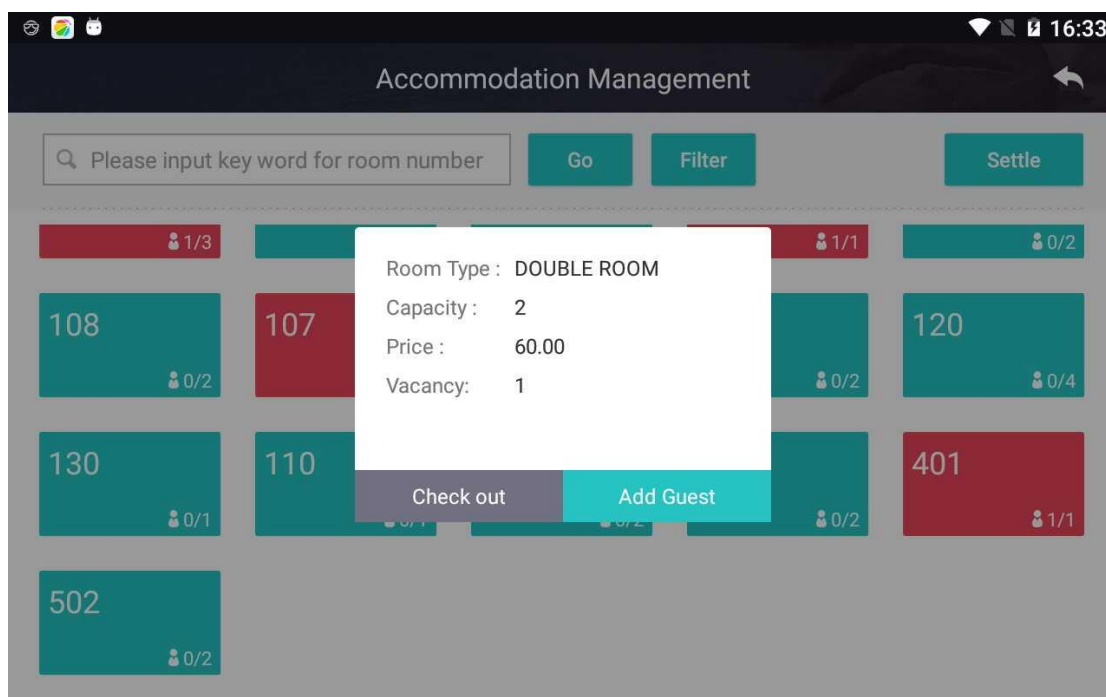 16:33
Accommodation Management
Please input key word for room number
Go
Filter
Settle
1/3
1/1
0/2
Room Type : DOUBLE ROOM
Capacity : 2
Price : 60.00
Vacancy: 1
Check out
Add Guest
108
0/2
107
0/2
120
0/4
130
0/1
110
0/2
401
1/1
502
0/2